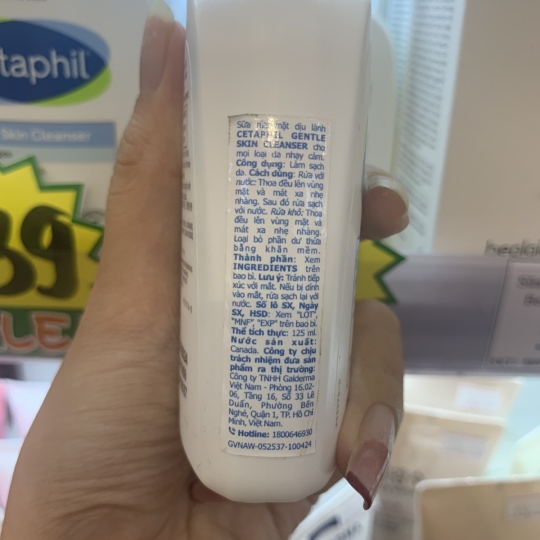 taphil
Skin Cleanser
39
Sữa rửa mặt dịu lành
CETAPHIL GENTLE
SKIN CLEANSER cho
mọi loại da nhạy cảm.
Công dụng: Làm sạch
da. Cách dùng: Rửa với
nước: Thoa đều lên vùng
mặt và mát xa nhẹ
nhàng. Sau đó rửa sạch
với nước. Rửa khô: Thoa
đều lên vùng mặt và
mát xa nhẹ nhàng.
Loại bỏ phần dư thừa
bằng khăn mềm.
Thành phần: Xem
INGREDIENTS trên
bao bì. Lưu ý: Tránh tiếp
xúc với mắt. Nếu bị dính
vào mắt, rửa sạch lại với
nước. Số lô SX, Ngày
SX, HSD: Xem "LOT",
"MNF", "EXP" trên bao bì.
Thể tích thực: 125 ml.
Nước sản xuất:
Canada. Công ty chịu
trách nhiệm đưa sản
phẩm ra thị trường:
Công ty TNHH Galderma
Việt Nam - Phòng 16.02-
06, Tầng 16, Số 33 Lê
Duẩn, Phường Bến
Nghé, Quận 1, TP. Hồ Chí
Minh, Việt Nam.
Hotline: 1800646930
GVNAW-052537-100424